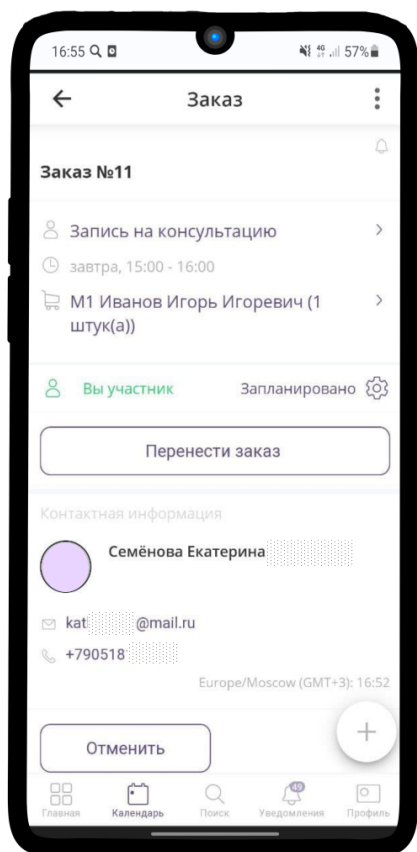 16:55
4G 57%
Заказ
Заказ №11
Запись на консультацию
завтра, 15:00 - 16:00
М1 Иванов Игорь Игоревич (1
штук(а))
Вы участник Запланировано
Перенести заказ
Контактная информация
Семёнова Екатерина
kat @mail.ru
+790518
Europe/Moscow (GMT+3): 16:52
Отменить
49
Главная Календарь Поиск Уведомления Профиль